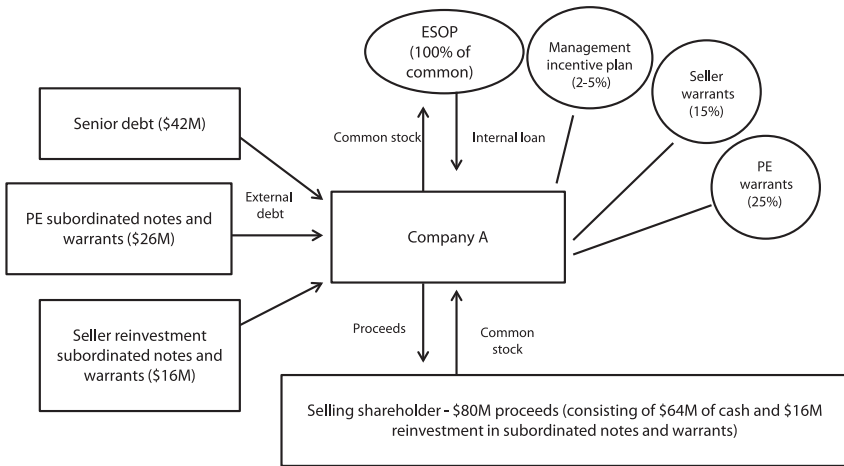 ESOP
(100% of
common)
Management
incentive plan
(2-5%)
Seller
warrants
(15%)
PE
warrants
(25%)
Senior debt ($42M)
Common stock
Internal loan
PE subordinated notes and
warrants ($26M)
External
debt
Company A
Seller reinvestment
subordinated notes and
warrants ($16M)
Proceeds
Common
stock
Selling shareholder - $80M proceeds (consisting of $64M of cash and $16M
reinvestment in subordinated notes and warrants)